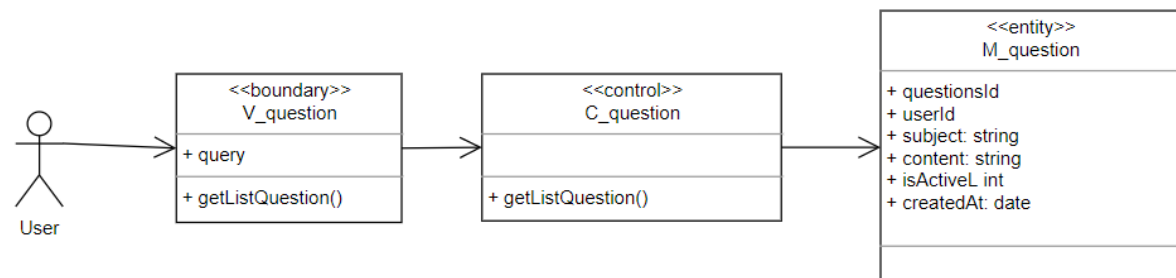 User
<<boundary>>
V_question
+ query
+ getListQuestion()
<<control>>
C_question
+ getListQuestion()
<<entity>>
M_question
+ questionsId
+ userId
+ subject: string
+ content: string
+ isActiveL int
+ createdAt: date